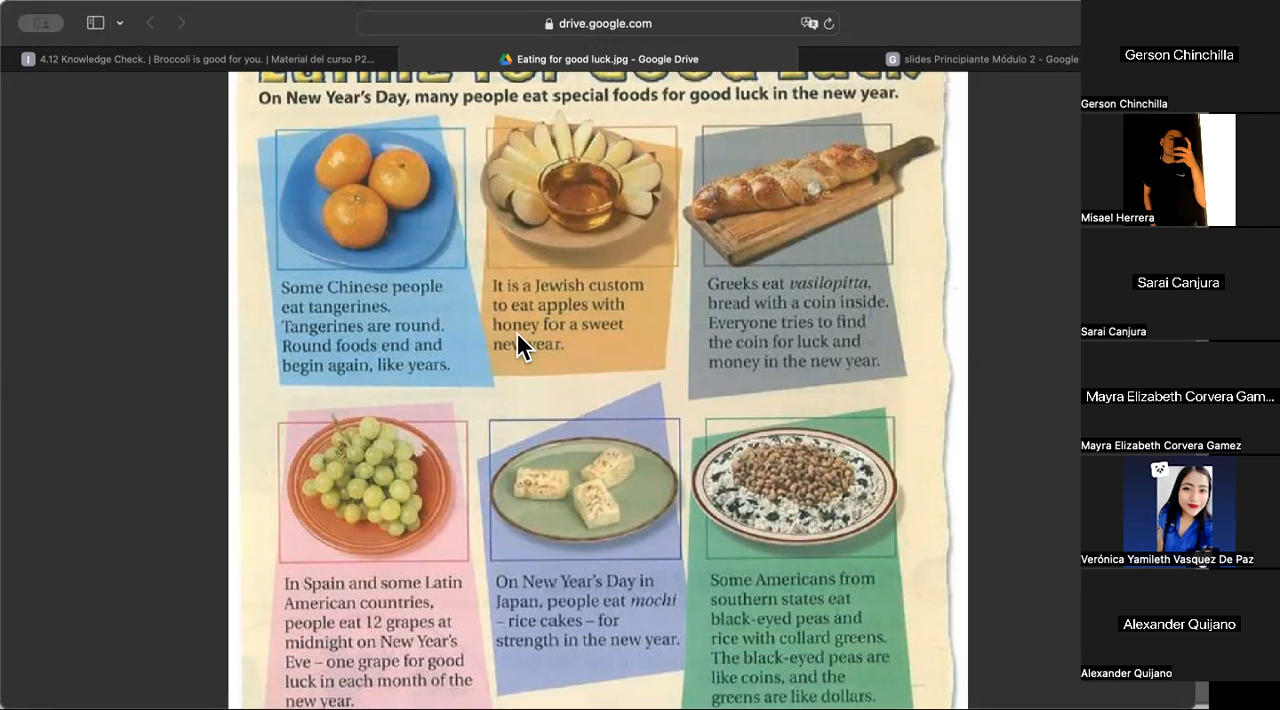 drive.google.com
4.12 Knowledge Check. | Broccoli is good for you. | Material del curso P2...
Eating for good luck.jpg - Google Drive
slides Principiante Módulo 2 - Google
Eating for Good Luck
On New Year's Day, many people eat special foods for good luck in the new year.
Some Chinese people
eat tangerines.
Tangerines are round.
Round foods end and
begin again, like years.
It is a Jewish custom
to eat apples with
honey for a sweet
new year.
Greeks eat vasilopitta,
bread with a coin inside.
Everyone tries to find
the coin for luck and
money in the new year.
In Spain and some Latin
American countries,
people eat 12 grapes at
midnight on New Year's
Eve – one grape for good
luck in each month of the
new year.
On New Year's Day in
Japan, people eat mochi
– rice cakes – for
strength in the new year.
Some Americans from
southern states eat
black-eyed peas and
rice with collard greens.
The black-eyed peas are
like coins, and the
greens are like dollars.
Gerson Chinchilla
Gerson Chinchilla
Misael Herrera
Sarai Canjura
Sarai Canjura
Mayra Elizabeth Corvera Gam...
Mayra Elizabeth Corvera Gamez
Verónica Yamileth Vasquez De Paz
Alexander Quijano
Alexander Quijano